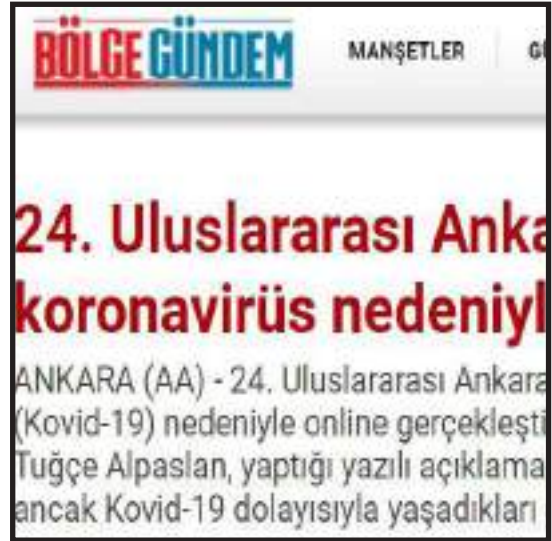 BÖLGE GÜNDEM MANŞETLER
24. Uluslararası Anka
koronavirüs nedeniyl
ANKARA (AA) - 24. Uluslararası Ankara
(Kovid-19) nedeniyle online gerçekleşti
Tuğçe Alpaslan, yaptığı yazılı açıklama
ancak Kovid-19 dolayısıyla yaşadıkları